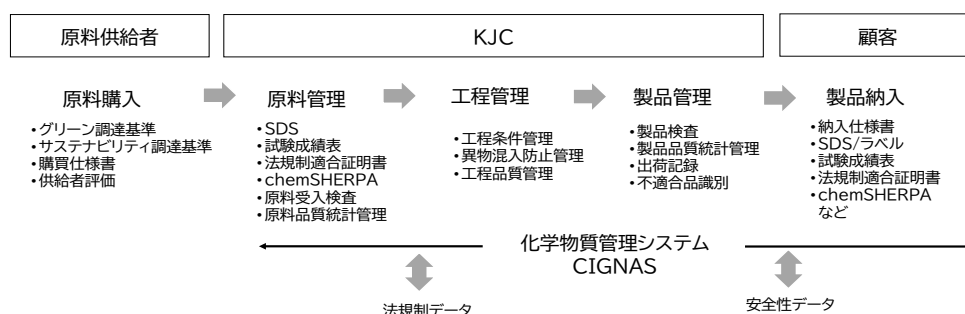 原料供給者
KJC
顧客
原料購入
・グリーン調達基準
・サステナビリティ調達基準
・購買仕様書
・供給者評価
原料管理
・SDS
・試験成績表
・法規制適合証明書
・chemSHERPA
・原料受入検査
・原料品質統計管理
工程管理
・工程条件管理
・異物混入防止管理
・工程品質管理
製品管理
・製品検査
・製品品質統計管理
・出荷記録
・不適合品識別
製品納入
・納入仕様書
・SDS/ラベル
・試験成績表
・法規制適合証明書
・chemSHERPA
など
化学物質管理システム
CIGNAS
法規制データ
安全性データ